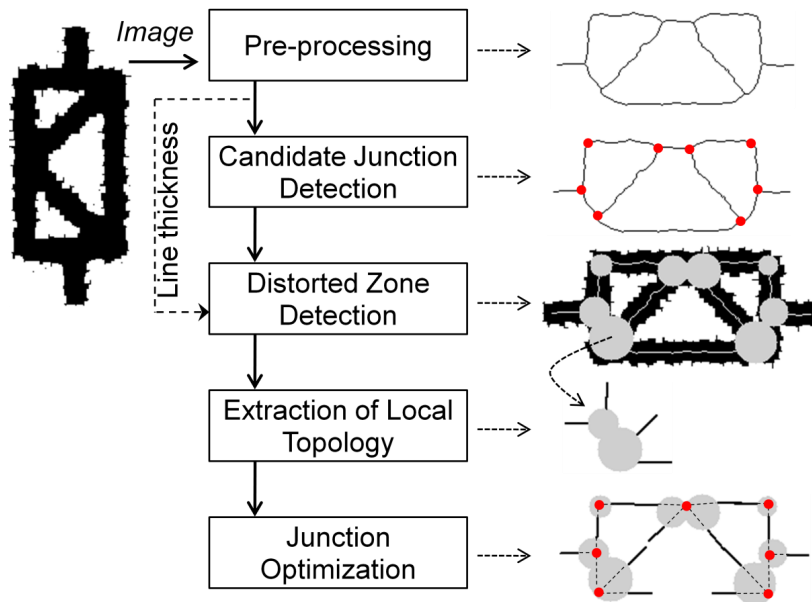 Image
Pre-processing
Line thickness
Candidate Junction
Detection
Distorted Zone
Detection
Extraction of Local
Topology
Junction
Optimization